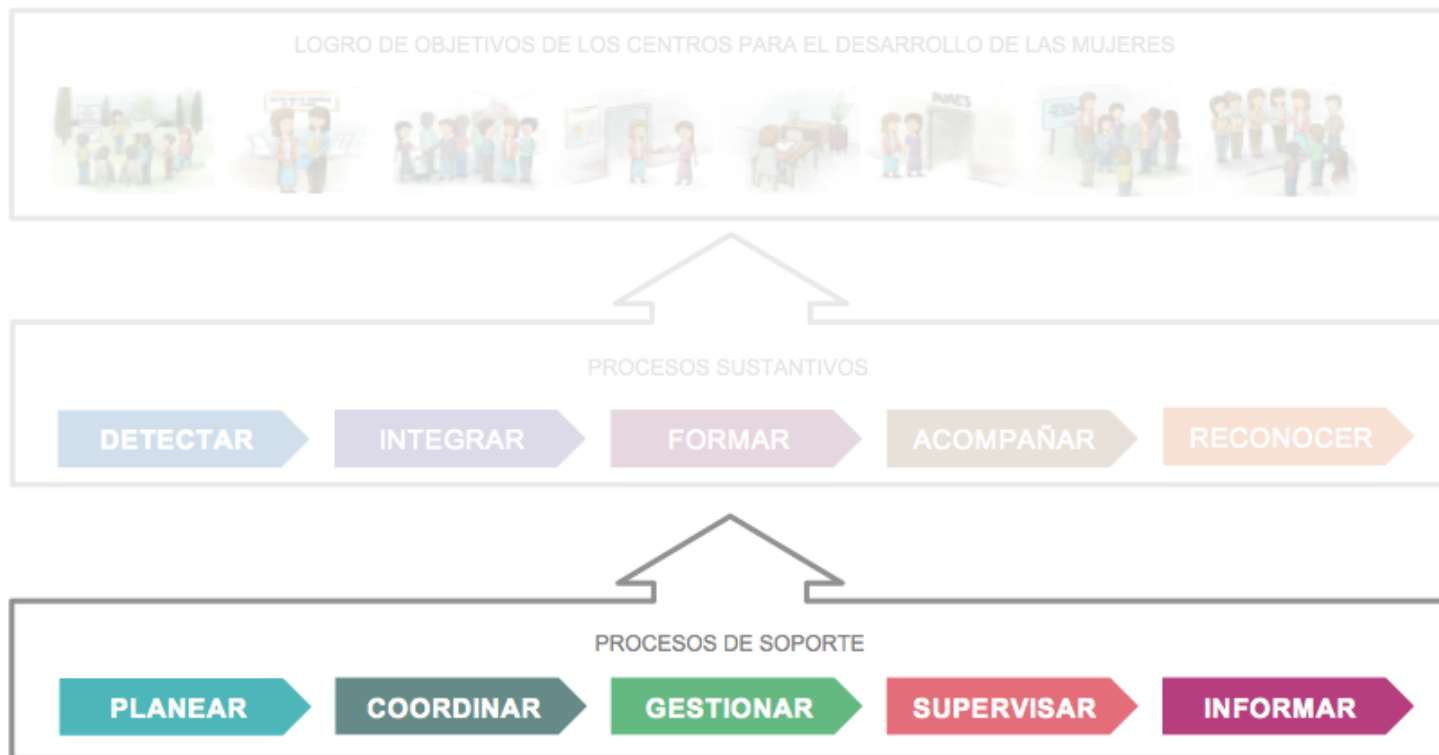 LOGRO DE OBJETIVOS DE LOS CENTROS PARA EL DESARROLLO DE LAS MUJERES
PROCESOS SUSTANTIVOS
DETECTAR
INTEGRAR
FORMAR
ACOMPAÑAR
RECONOCER
PROCESOS DE SOPORTE
PLANEAR
COORDINAR
GESTIONAR
SUPERVISAR
INFORMAR